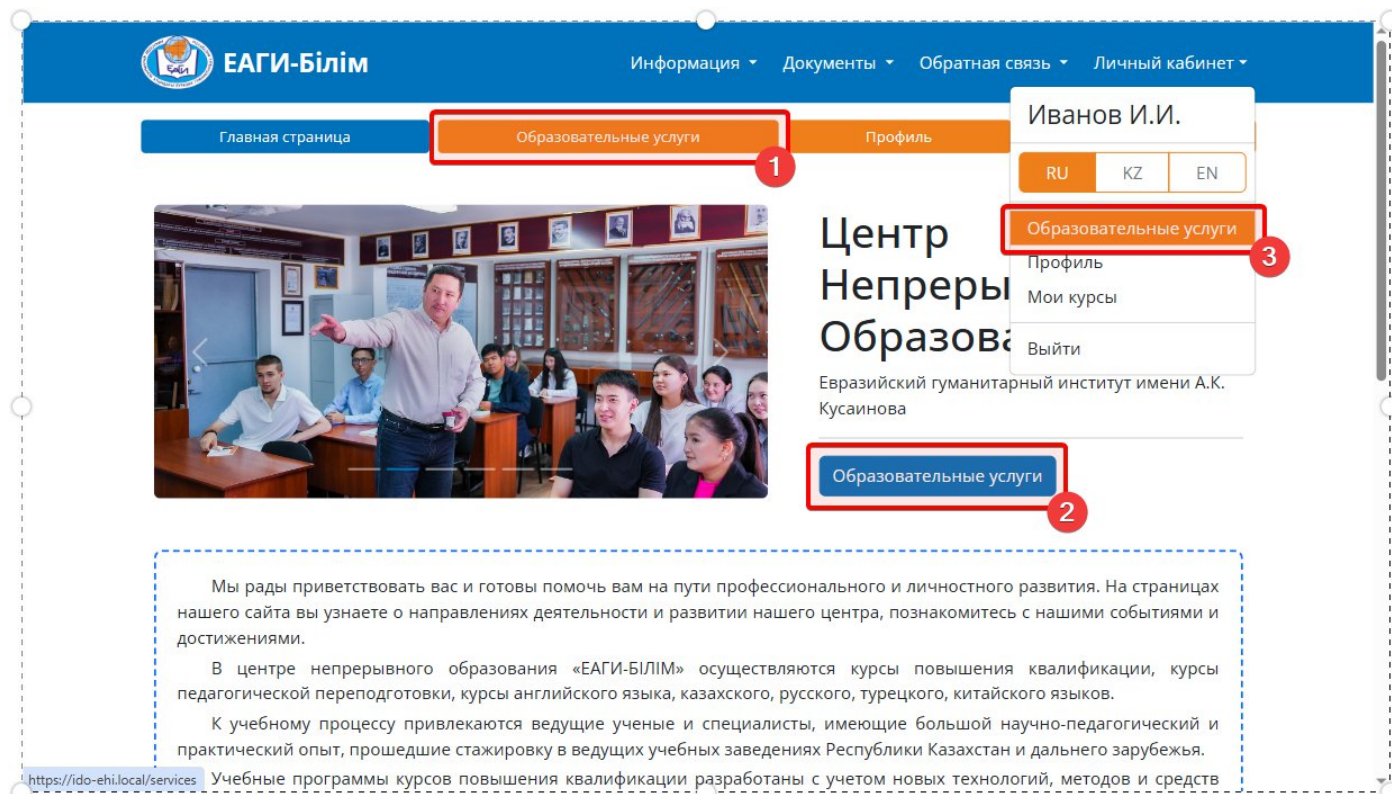 ЕАГИ-Білім
Информация Документы Обратная связь Личный кабинет
Иванов И.И.
RU KZ EN
Образовательные услуги
3
Профиль
Мои курсы
Выйти
Главная страница Образовательные услуги Профиль
1
Центр
Непреры
Образова
Евразийский гуманитарный институт имени А.К.
Кусаинова
Образовательные услуги
2
Мы рады приветствовать вас и готовы помочь вам на пути профессионального и личностного развития. На страницах
нашего сайта вы узнаете о направлениях деятельности и развитии нашего центра, познакомитесь с нашими событиями и
достижениями.
В центре непрерывного образования «ЕАГИ-БІЛІМ» осуществляются курсы повышения квалификации, курсы
педагогической переподготовки, курсы английского языка, казахского, русского, турецкого, китайского языков.
К учебному процессу привлекаются ведущие ученые и специалисты, имеющие большой научно-педагогический и
практический опыт, прошедшие стажировку в ведущих учебных заведениях Республики Казахстан и дальнего зарубежья.
Учебные программы курсов повышения квалификации разработаны с учетом новых технологий, методов и средств
https://ido-ehi.local/services